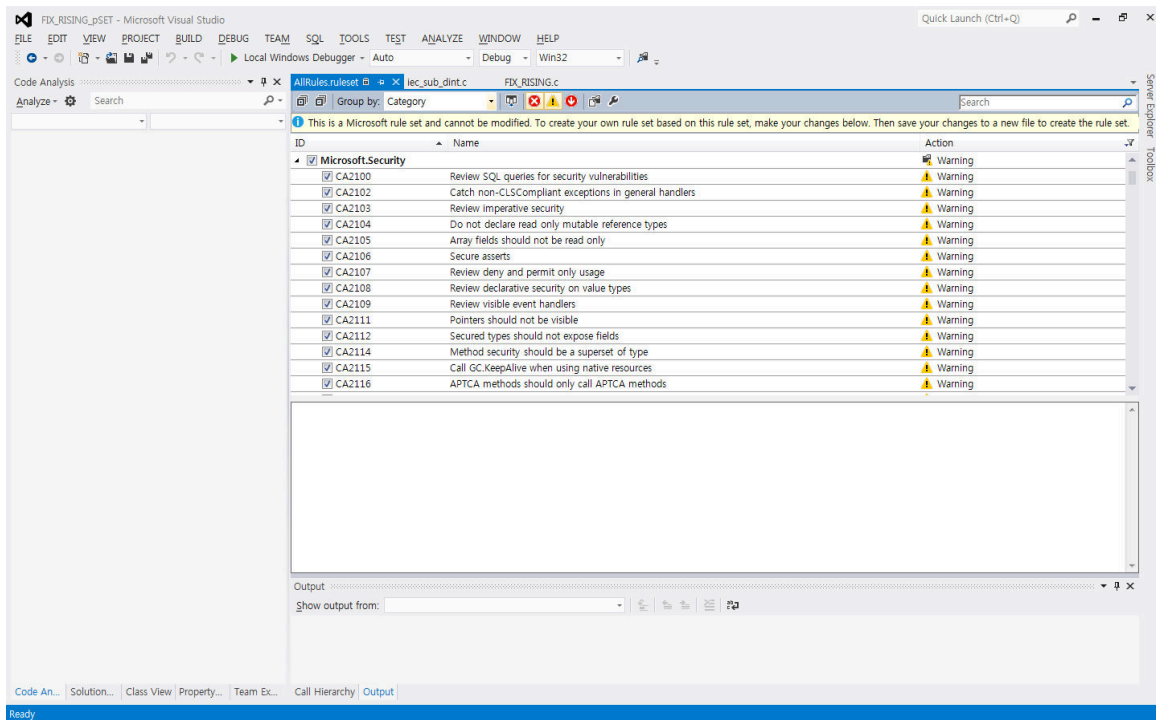 FIX_RISING_pSET - Microsoft Visual Studio
Quick Launch (Ctrl+Q)
FILE EDIT VIEW PROJECT BUILD DEBUG TEAM SQL TOOLS TEST ANALYZE WINDOW HELP
Local Windows Debugger Auto Debug Win32
Code Analysis
AllRules.ruleset iec_sub_dint.c FIX_RISING.c
Analyze Search
Group by: Category
Search
This is a Microsoft rule set and cannot be modified. To create your own rule set based on this rule set, make your changes below. Then save your changes to a new file to create the rule set.
ID Name Action
Microsoft.Security Warning
CA2100 Review SQL queries for security vulnerabilities Warning
CA2102 Catch non-CLSCompliant exceptions in general handlers Warning
CA2103 Review imperative security Warning
CA2104 Do not declare read only mutable reference types Warning
CA2105 Array fields should not be read only Warning
CA2106 Secure asserts Warning
CA2107 Review deny and permit only usage Warning
CA2108 Review declarative security on value types Warning
CA2109 Review visible event handlers Warning
CA2111 Pointers should not be visible Warning
CA2112 Secured types should not expose fields Warning
CA2114 Method security should be a superset of type Warning
CA2115 Call GC.KeepAlive when using native resources Warning
CA2116 APTCA methods should only call APTCA methods Warning
Server Explorer
Toolbox
Output
Show output from:
Code An... Solution... Class View Property... Team Ex...
Call Hierarchy Output
Ready